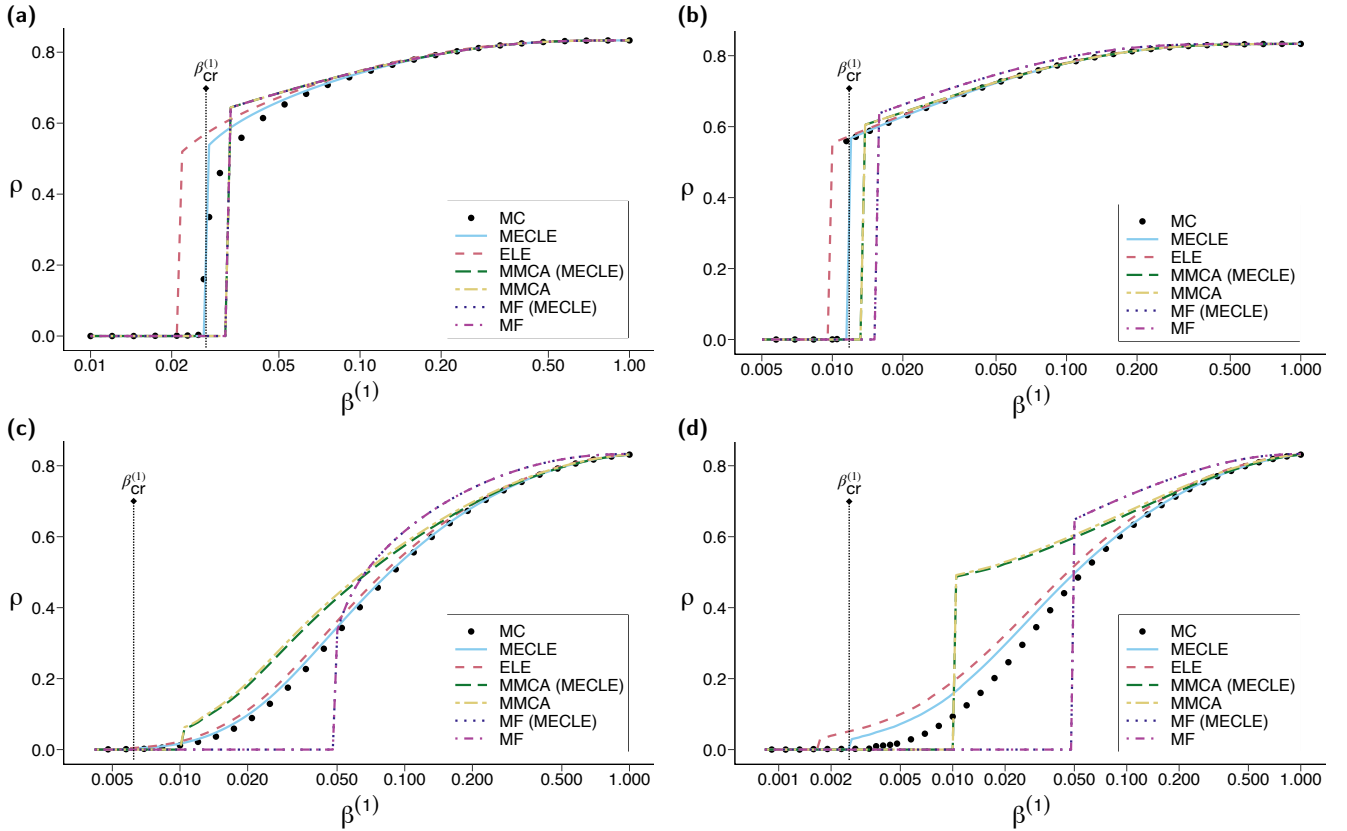 (a)
0.8
0.6
0.4
0.2
0.0
ρ
β(1)cr
MC
MECLE
ELE
MMCA (MECLE)
MMCA
MF (MECLE)
MF
0.01 0.02 0.05 0.10 0.20 0.50 1.00
β(1)
(b)
0.8
0.6
0.4
0.2
0.0
ρ
β(1)cr
MC
MECLE
ELE
MMCA (MECLE)
MMCA
MF (MECLE)
MF
0.005 0.010 0.020 0.050 0.100 0.200 0.500 1.000
β(1)
(c)
0.8
0.6
0.4
0.2
0.0
ρ
β(1)cr
MC
MECLE
ELE
MMCA (MECLE)
MMCA
MF (MECLE)
MF
0.005 0.010 0.020 0.050 0.100 0.200 0.500 1.000
β(1)
(d)
0.8
0.6
0.4
0.2
0.0
ρ
β(1)cr
MC
MECLE
ELE
MMCA (MECLE)
MMCA
MF (MECLE)
MF
0.001 0.002 0.005 0.010 0.020 0.050 0.100 0.200 0.500 1.000
β(1)